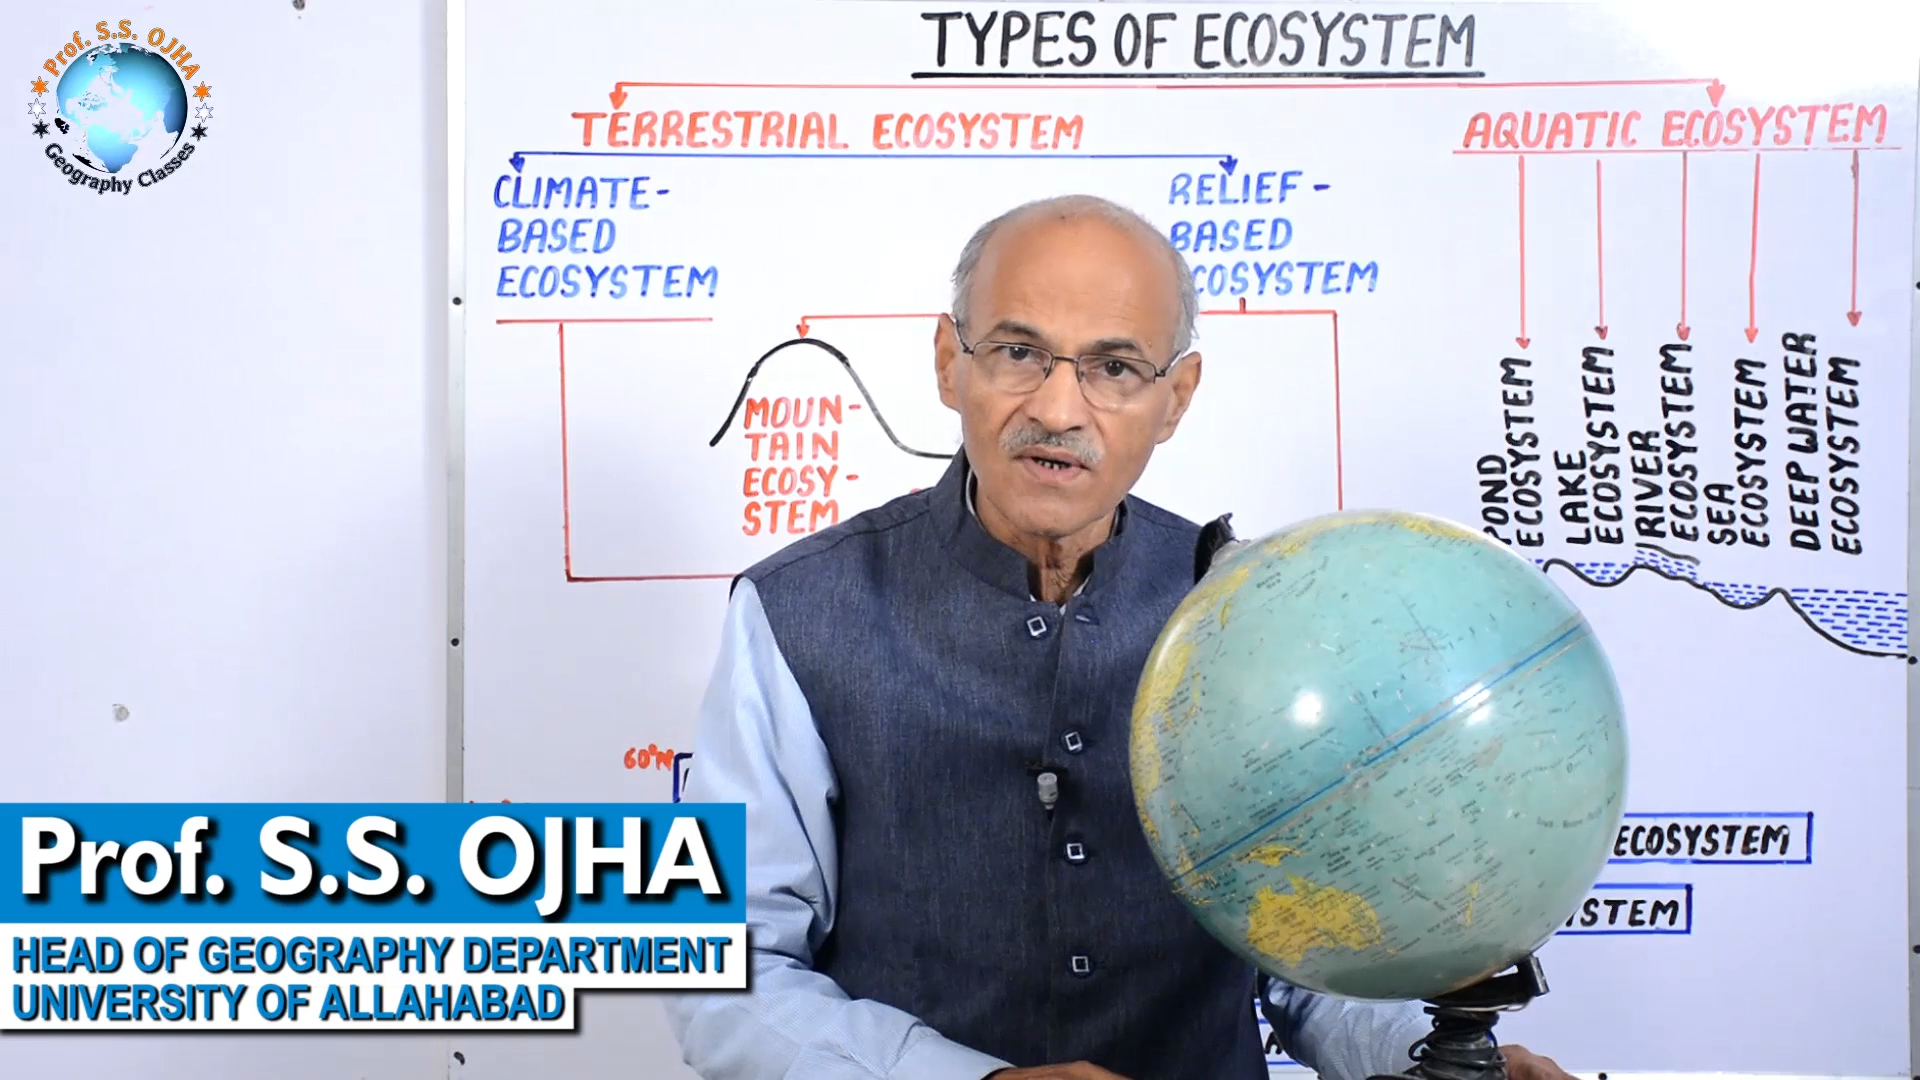 Prof. S.S. OJHA
Geography Classes
TYPES OF ECOSYSTEM
TERRESTRIAL ECOSYSTEM
AQUATIC ECOSYSTEM
CLIMATE-
BASED
ECOSYSTEM
RELIEF-
BASED
ECOSYSTEM
MOUN-
TAIN
ECOSY-
STEM
POND
ECOSYSTEM
LAKE
ECOSYSTEM
RIVER
ECOSYSTEM
SEA
ECOSYSTEM
DEEP WATER
ECOSYSTEM
60°N
ECOSYSTEM
STEM
Prof. S.S. OJHA
HEAD OF GEOGRAPHY DEPARTMENT
UNIVERSITY OF ALLAHABAD